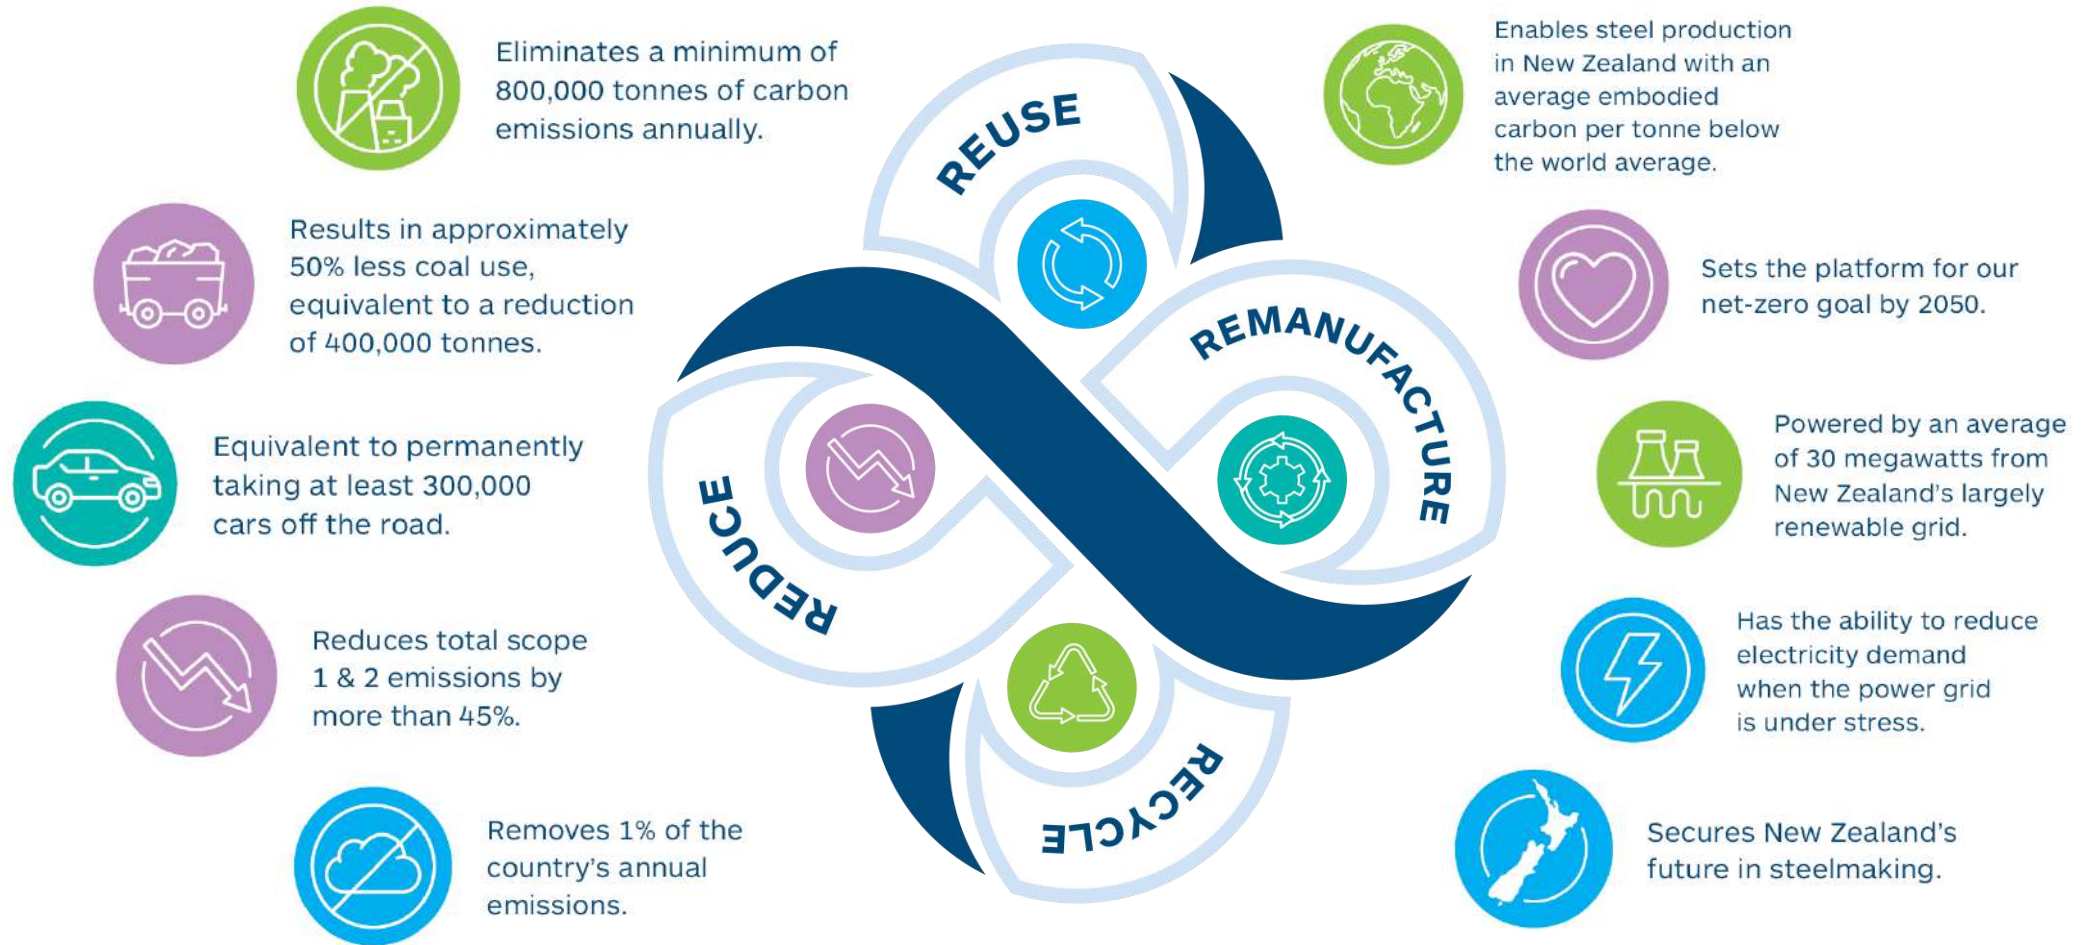 Eliminates a minimum of
800,000 tonnes of carbon
emissions annually.
Results in approximately
50% less coal use,
equivalent to a reduction
of 400,000 tonnes.
Equivalent to permanently
taking at least 300,000
cars off the road.
Reduces total scope
1 & 2 emissions by
more than 45%.
Removes 1% of the
country's annual
emissions.
REUSE
REMANUFACTURE
REDUCE
RECYCLE
Enables steel production
in New Zealand with an
average embodied
carbon per tonne below
the world average.
Sets the platform for our
net-zero goal by 2050.
Powered by an average
of 30 megawatts from
New Zealand's largely
renewable grid.
Has the ability to reduce
electricity demand
when the power grid
is under stress.
Secures New Zealand's
future in steelmaking.